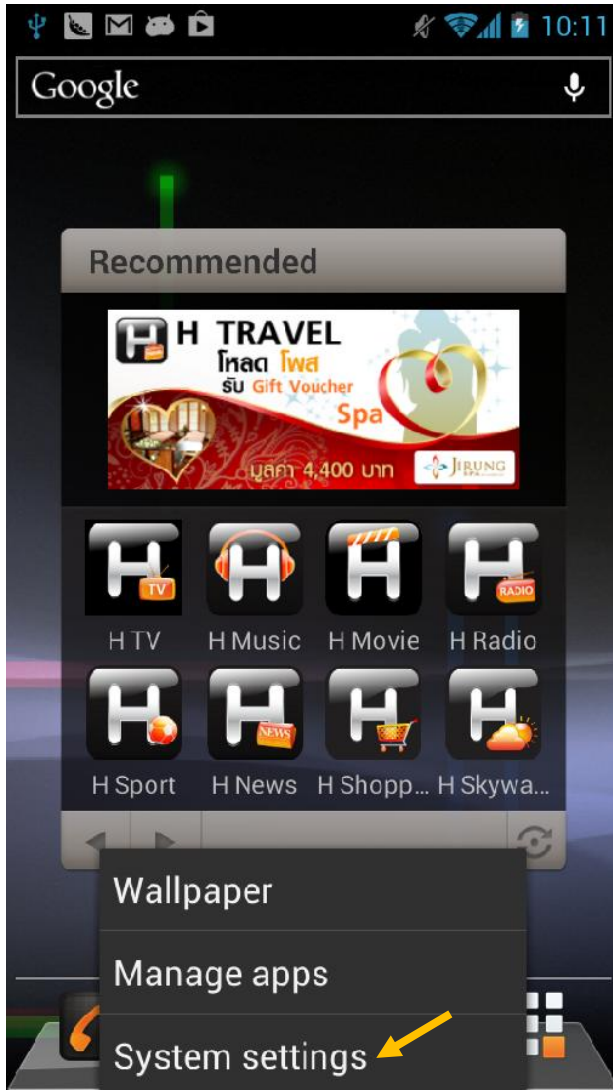 10:11
Google
Recommended
H TRAVEL
โหลด โพส
รับ Gift Voucher
Spa
มูลค่า 4,400 บาท
JIRUNG
SPA
TV
RADIO
H TV H Music H Movie H Radio
NEWS
H Sport H News H Shopp... H Skywa...
Wallpaper
Manage apps
System settings